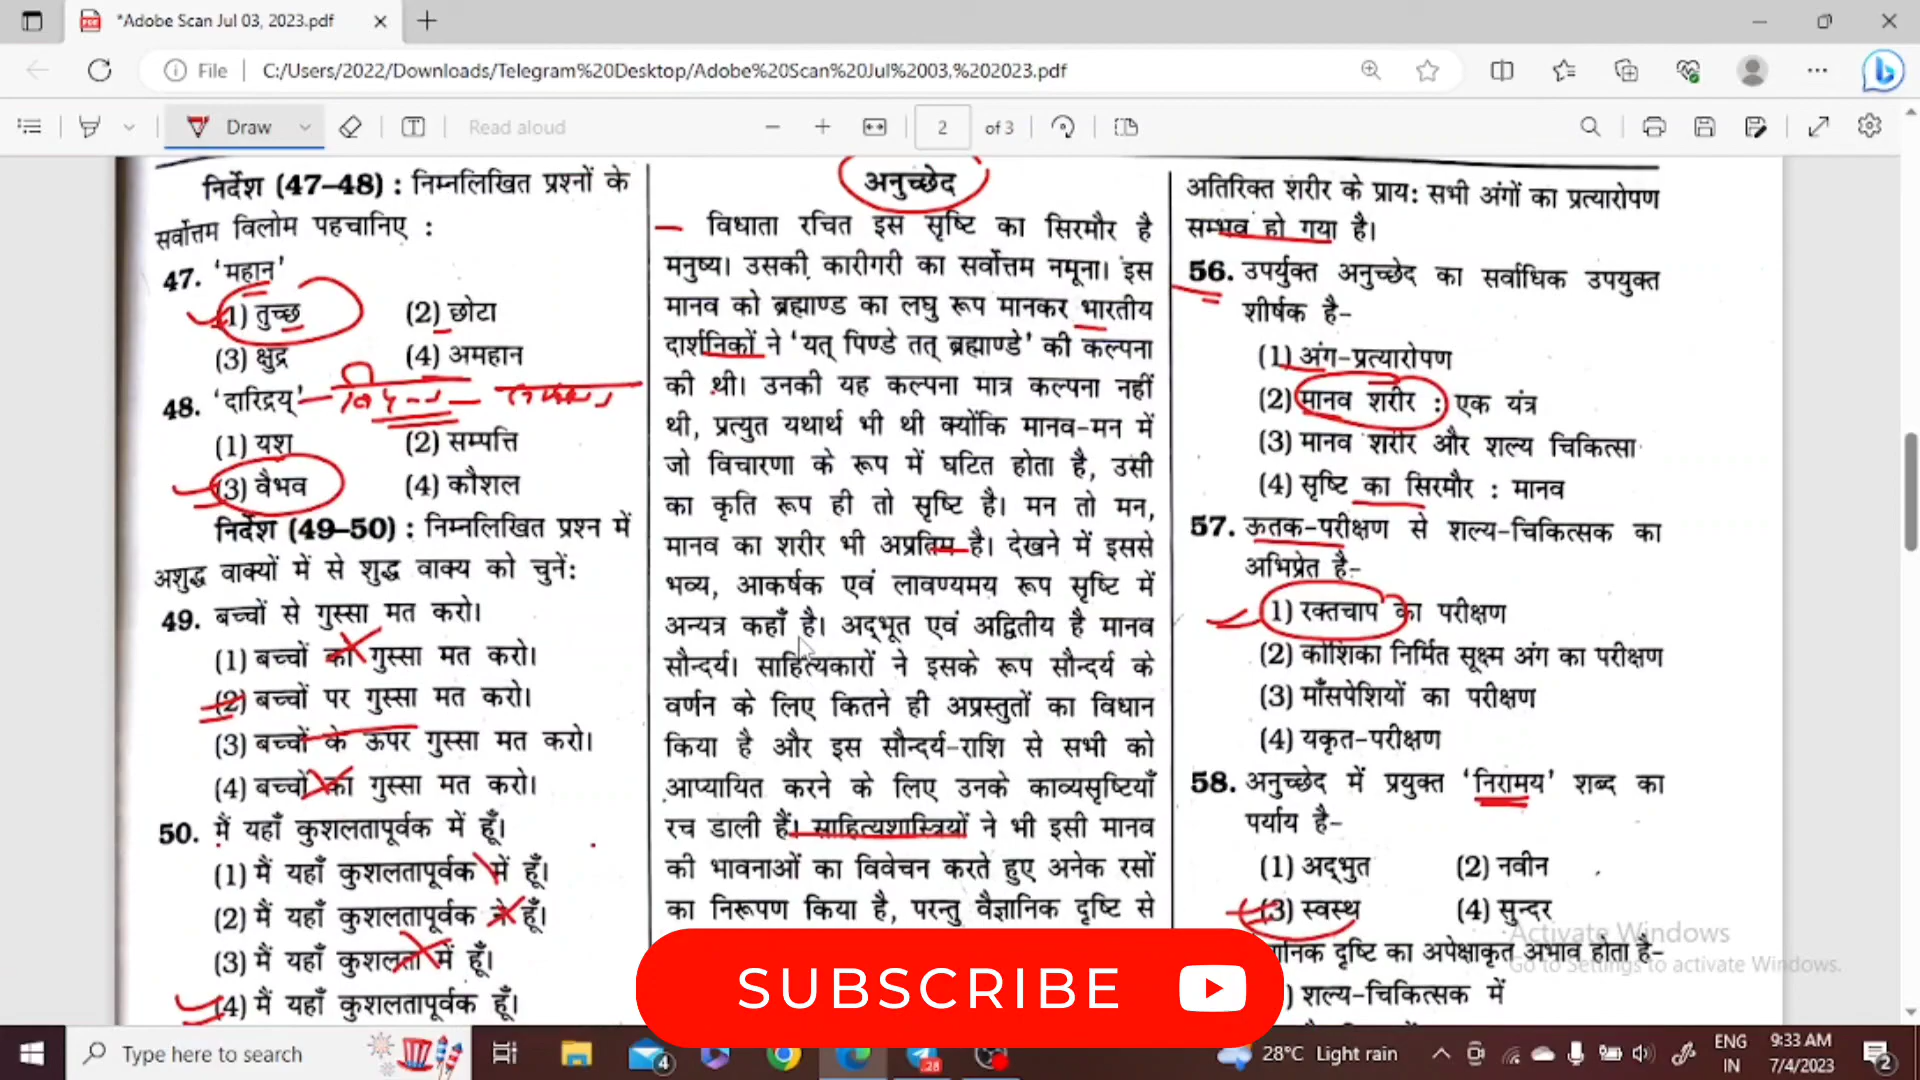 *Adobe Scan Jul 03, 2023.pdf
File
C:/Users/2022/Downloads/Telegram%20Desktop/Adobe%20Scan%20Jul%2003,%202023.pdf
Draw
Read aloud
2 of 3
निर्देश (47–48) : निम्नलिखित प्रश्नों के
सर्वोत्तम विलोम पहचानिए :
47. 'महान'
(1) तुच्छ (2) छोटा
(3) क्षुद्र (4) अमहान
48. 'दारिद्रय्'
(1) यश (2) सम्पत्ति
(3) वैभव (4) कौशल
निर्देश (49–50) : निम्नलिखित प्रश्न में
अशुद्ध वाक्यों में से शुद्ध वाक्य को चुनें:
49. बच्चों से गुस्सा मत करो।
(1) बच्चों को गुस्सा मत करो।
(2) बच्चों पर गुस्सा मत करो।
(3) बच्चों के ऊपर गुस्सा मत करो।
(4) बच्चों का गुस्सा मत करो।
50. मैं यहाँ कुशलतापूर्वक में हूँ।
(1) मैं यहाँ कुशलतापूर्वक में हूँ।
(2) मैं यहाँ कुशलतापूर्वक ने हूँ।
(3) मैं यहाँ कुशलता में हूँ।
(4) मैं यहाँ कुशलतापूर्वक हूँ।
अनुच्छेद
विधाता रचित इस सृष्टि का सिरमौर है
मनुष्य। उसकी कारीगरी का सर्वोत्तम नमूना। इस
मानव को ब्रह्माण्ड का लघु रूप मानकर भारतीय
दार्शनिकों ने 'यत् पिण्डे तत् ब्रह्माण्डे' की कल्पना
की थी। उनकी यह कल्पना मात्र कल्पना नहीं
थी, प्रत्युत यथार्थ भी थी क्योंकि मानव-मन में
जो विचारणा के रूप में घटित होता है, उसी
का कृति रूप ही तो सृष्टि है। मन तो मन,
मानव का शरीर भी अप्रतिम है। देखने में इससे
भव्य, आकर्षक एवं लावण्यमय रूप सृष्टि में
अन्यत्र कहाँ है। अद्भूत एवं अद्वितीय है मानव
सौन्दर्य। साहित्यकारों ने इसके रूप सौन्दर्य के
वर्णन के लिए कितने ही अप्रस्तुतों का विधान
किया है और इस सौन्दर्य-राशि से सभी को
आप्यायित करने के लिए उनके काव्यसृष्टियाँ
रच डाली हैं। साहित्यशास्त्रियों ने भी इसी मानव
की भावनाओं का विवेचन करते हुए अनेक रसों
का निरूपण किया है, परन्तु वैज्ञानिक दृष्टि से
अतिरिक्त शरीर के प्राय: सभी अंगों का प्रत्यारोपण
सम्भव हो गया है।
56. उपर्युक्त अनुच्छेद का सर्वाधिक उपयुक्त
शीर्षक है-
(1) अंग-प्रत्यारोपण
(2) मानव शरीर : एक यंत्र
(3) मानव शरीर और शल्य चिकित्सा
(4) सृष्टि का सिरमौर : मानव
57. ऊतक-परीक्षण से शल्य-चिकित्सक का
अभिप्रेत है-
1) रक्तचाप का परीक्षण
(2) कोशिका निर्मित सूक्ष्म अंग का परीक्षण
(3) माँसपेशियों का परीक्षण
(4) यकृत-परीक्षण
58. अनुच्छेद में प्रयुक्त 'निरामय' शब्द का
पर्याय है-
(1) अद्भुत (2) नवीन
(3) स्वस्थ (4) सुन्दर
दृष्टि का अपेक्षाकृत अभाव होता है-
) शल्य-चिकित्सक में
Activate Windows
Go to Settings to activate Windows.
SUBSCRIBE
Type here to search
4
28
28°C Light rain
ENG
IN
9:33 AM
7/4/2023
2